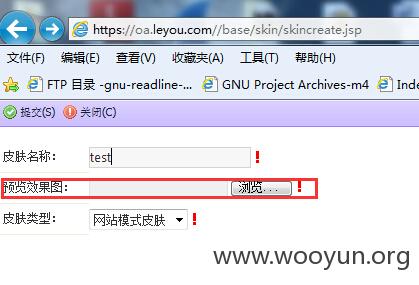 https://oa.leyou.com//base/skin/skincreate.jsp
文件(F) 编辑(E) 查看(V) 收藏夹(A) 工具(T) 帮助(H)
FTP 目录 -gnu-readline-... GNU Project Archives-m4 Inde
提交(S) 关闭(C)
皮肤名称： test !
预览效果图： 浏览... !
皮肤类型： 网站模式皮肤 !
www.wooyun.org